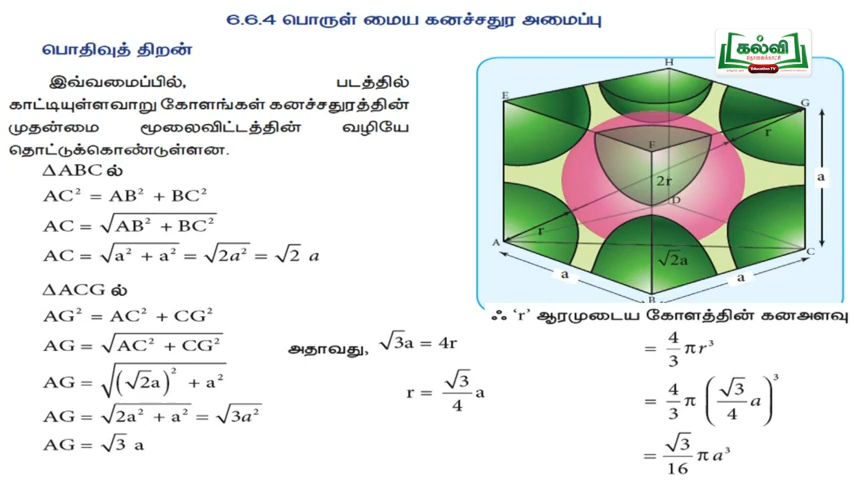 6.6.4 பொருள் மைய கனச்சதுர அமைப்பு
பொதிவுத் திறன்
இவ்வமைப்பில், படத்தில்
காட்டியுள்ளவாறு கோளங்கள் கனச்சதுரத்தின்
முதன்மை மூலைவிட்டத்தின் வழியே
தொட்டுக்கொண்டுள்ளன.
ΔABC ல்
AC² = AB² + BC²
AC = √(AB² + BC²)
AC = √(a² + a²) = √(2a²) = √2 a
ΔACG ல்
AG² = AC² + CG²
AG = √(AC² + CG²)
AG = √((√2a)² + a²)
AG = √(2a² + a²) = √(3a²)
AG = √3 a
அதாவது, √3a = 4r
r = √3/4 a
கல்வி
Education TV
H
E
G
F
r
2r
a
D
r
A
C
√2a
a
a
B
∴ ‘r’ ஆரமுடைய கோளத்தின் கனஅளவு
= 4/3 πr³
= 4/3 π (√3/4 a)³
= √3/16 πa³